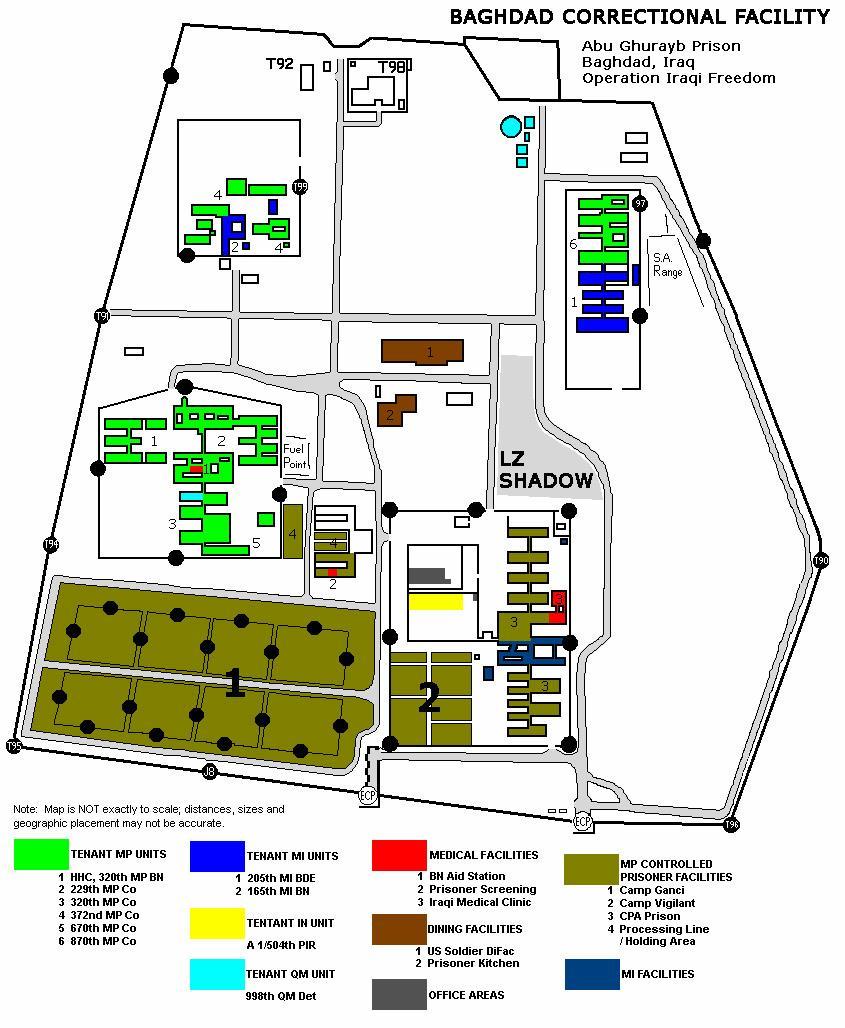 BAGHDAD CORRECTIONAL FACILITY
Abu Ghurayb Prison
Baghdad, Iraq
Operation Iraqi Freedom
T92
T98
4
T99
2
4
97
6
S.A.
Range
1
T91
1
2
1
2
Fuel
Point
1
LZ
SHADOW
3
5
4
4
2
T94
T90
3
3
1
2
3
T95
J8
ECP
ECP
T96
Note: Map is NOT exactly to scale; distances, sizes and
geographic placement may not be accurate.
TENANT MP UNITS
1 HHC, 320th MP BN
2 229th MP Co
3 320th MP Co
4 372nd MP Co
5 670th MP Co
6 870th MP Co
TENANT MI UNITS
1 205th MI BDE
2 165th MI BN
TENTANT IN UNIT
A 1/504th PIR
TENANT QM UNIT
998th QM Det
MEDICAL FACILITIES
1 BN Aid Station
2 Prisoner Screening
3 Iraqi Medical Clinic
DINING FACILITIES
1 US Soldier DiFac
2 Prisoner Kitchen
OFFICE AREAS
MP CONTROLLED
PRISONER FACILITIES
1 Camp Ganci
2 Camp Vigilant
3 CPA Prison
4 Processing Line
/ Holding Area
MI FACILITIES